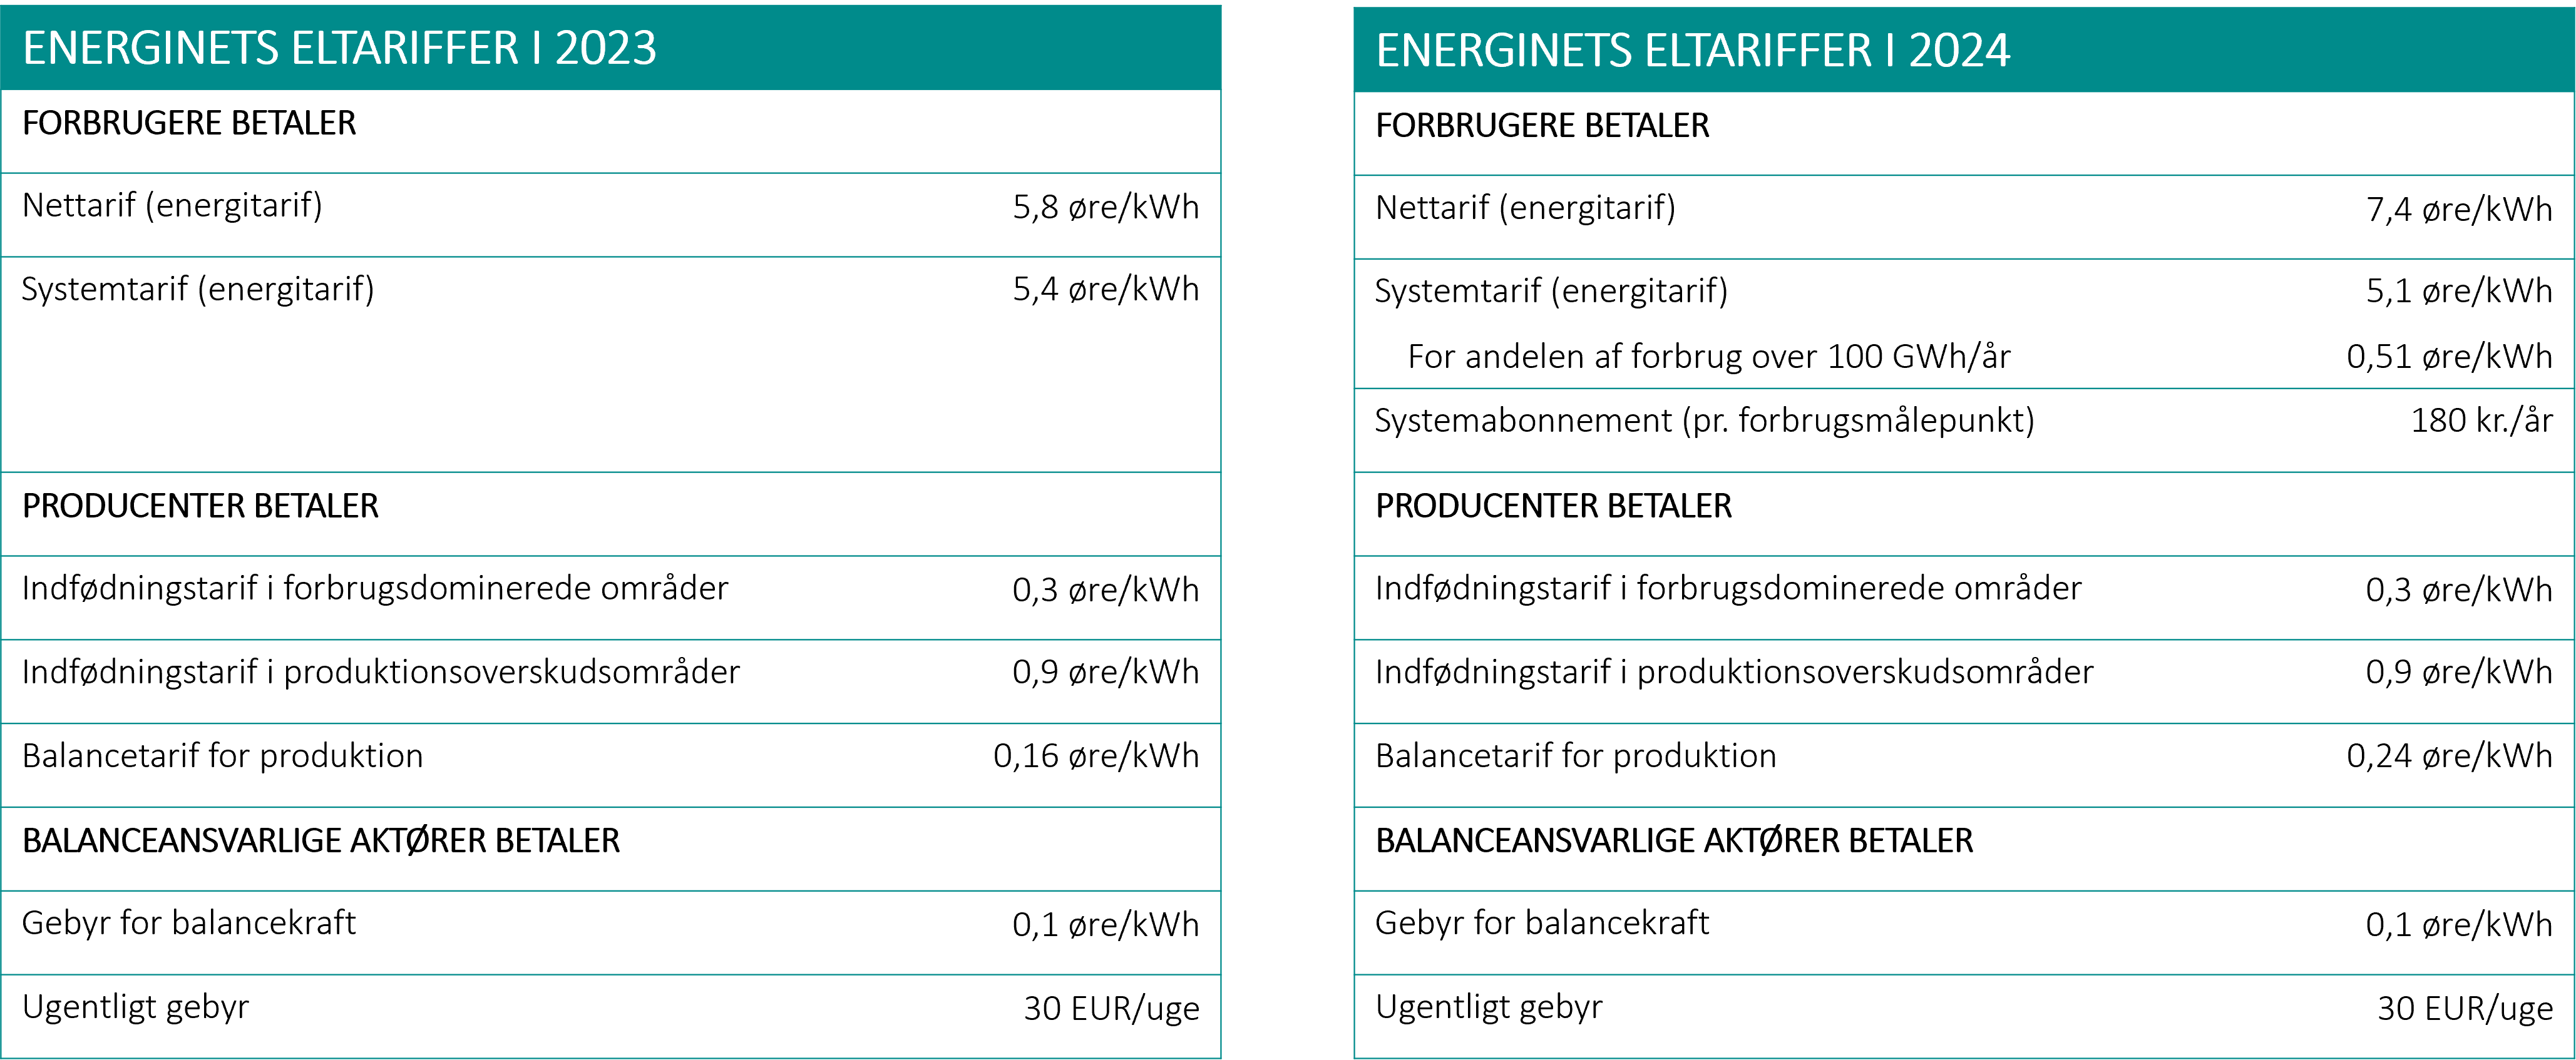 ENERGINETS ELTARIFFER I 2023
FORBRUGERE BETALER
Nettarif (energitarif) 5,8 øre/kWh
Systemtarif (energitarif) 5,4 øre/kWh
PRODUCENTER BETALER
Indfødningstarif i forbrugsdominerede områder 0,3 øre/kWh
Indfødningstarif i produktionsoverskudsområder 0,9 øre/kWh
Balancetarif for produktion 0,16 øre/kWh
BALANCEANSVARLIGE AKTØRER BETALER
Gebyr for balancekraft 0,1 øre/kWh
Ugentligt gebyr 30 EUR/uge
ENERGINETS ELTARIFFER I 2024
FORBRUGERE BETALER
Nettarif (energitarif) 7,4 øre/kWh
Systemtarif (energitarif) 5,1 øre/kWh
For andelen af forbrug over 100 GWh/år 0,51 øre/kWh
Systemabonnement (pr. forbrugsmålepunkt) 180 kr./år
PRODUCENTER BETALER
Indfødningstarif i forbrugsdominerede områder 0,3 øre/kWh
Indfødningstarif i produktionsoverskudsområder 0,9 øre/kWh
Balancetarif for produktion 0,24 øre/kWh
BALANCEANSVARLIGE AKTØRER BETALER
Gebyr for balancekraft 0,1 øre/kWh
Ugentligt gebyr 30 EUR/uge